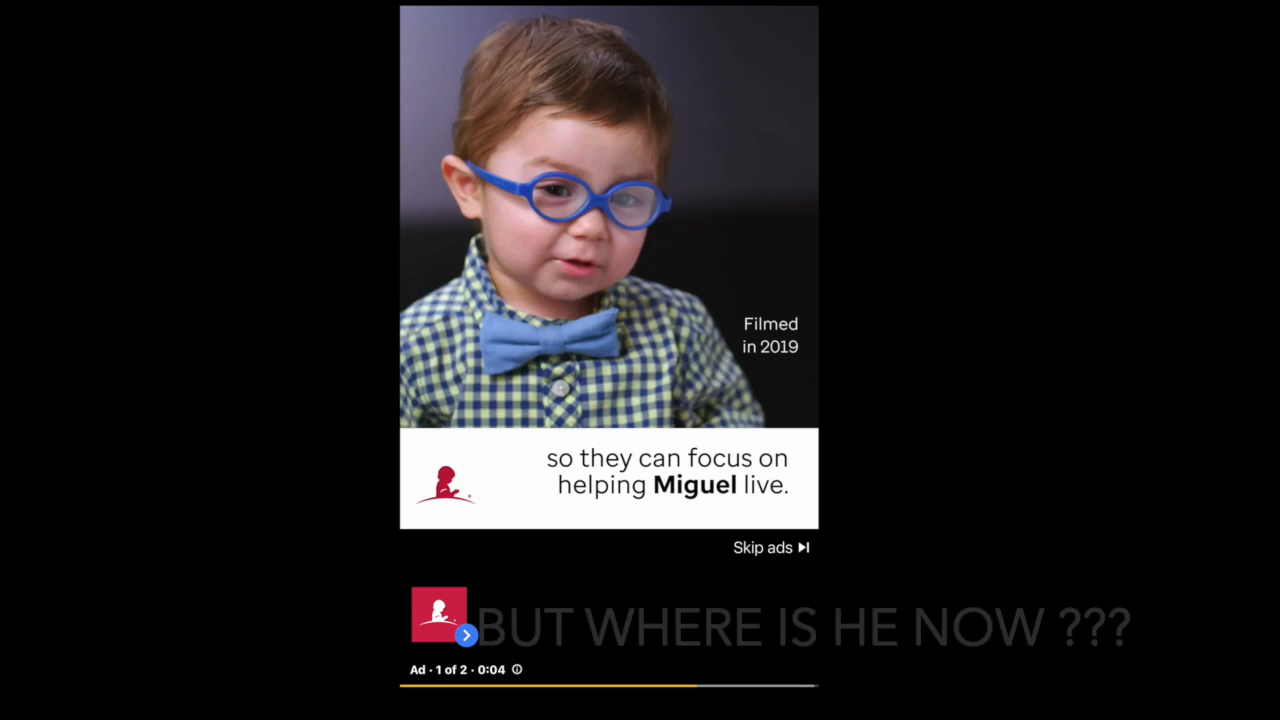 Filmed
in 2019
so they can focus on
helping Miguel live.
Skip ads
BUT WHERE IS HE NOW ???
Ad · 1 of 2 · 0:04